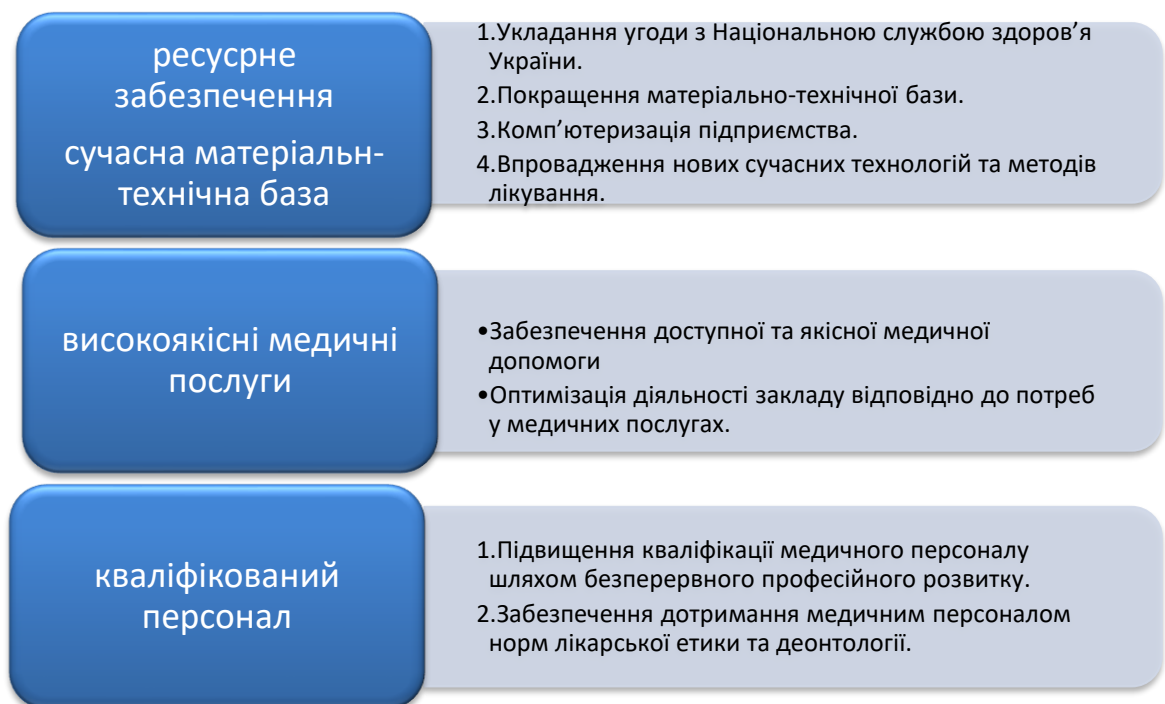 ресусрне
забезпечення
сучасна матеріальн-
технічна база
1.Укладання угоди з Національною службою здоров’я
України.
2.Покращення матеріально-технічної бази.
3.Комп’ютеризація підприємства.
4.Впровадження нових сучасних технологій та методів
лікування.
високоякісні медичні
послуги
•Забезпечення доступної та якісної медичної
допомоги
•Оптимізація діяльності закладу відповідно до потреб
у медичних послугах.
кваліфікований
персонал
1.Підвищення кваліфікації медичного персоналу
шляхом безперервного професійного розвитку.
2.Забезпечення дотримання медичним персоналом
норм лікарської етики та деонтології.